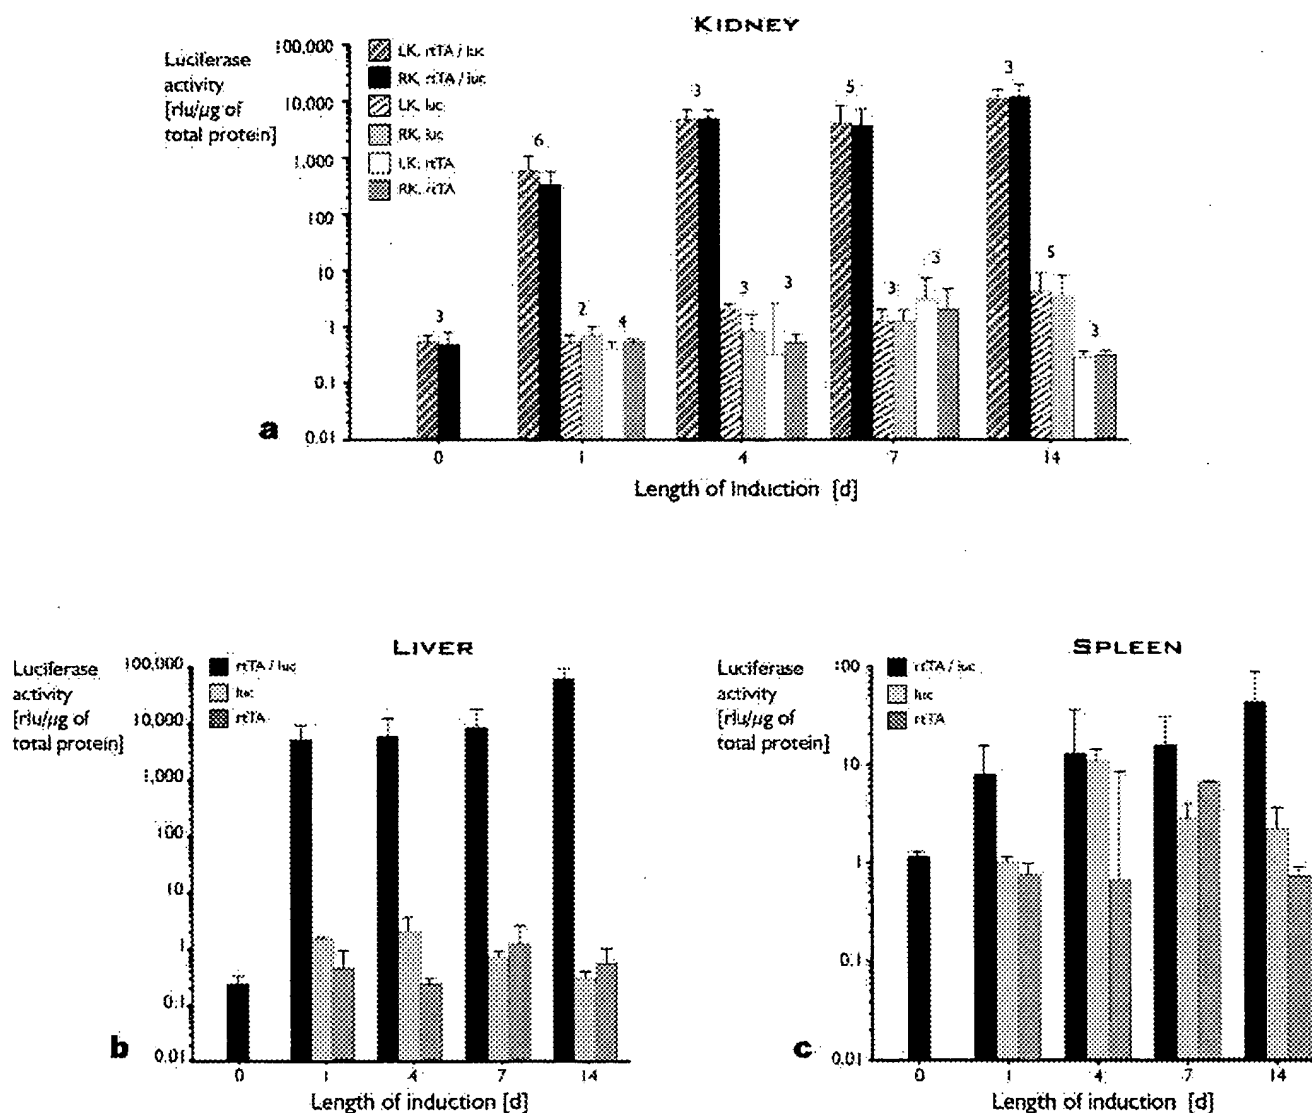 KIDNEY
Luciferase
activity
[rlu/µg of
total protein]
100,000
10,000
1,000
100
10
1
0.1
0.01
LK, rtTA / luc
RK, rtTA / luc
LK, luc
RK, luc
LK, rtTA
RK, rtTA
3
6
2
4
3
3
3
5
3
3
3
5
3
a
0 1 4 7 14
Length of induction [d]
LIVER
Luciferase
activity
[rlu/µg of
total protein]
100,000
10,000
1,000
100
10
1
0.1
0.01
rtTA / luc
luc
rtTA
b
0 1 4 7 14
Length of induction [d]
SPLEEN
Luciferase
activity
[rlu/µg of
total protein]
100
10
1
0.1
0.01
rtTA / luc
luc
rtTA
c
0 1 4 7 14
Length of induction [d]